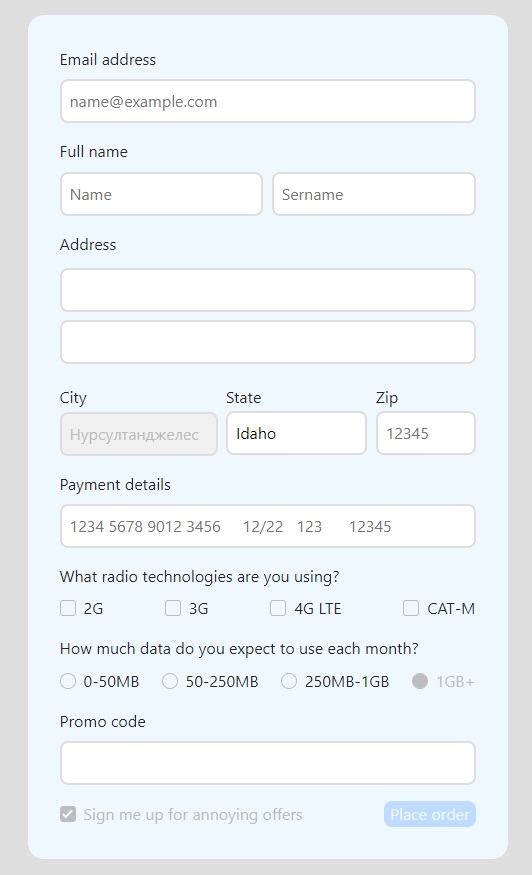 Email address
name@example.com
Full name
Name Sername
Address
City State Zip
Нурсултанджелес Idaho 12345
Payment details
1234 5678 9012 3456 12/22 123 12345
What radio technologies are you using?
2G 3G 4G LTE CAT-M
How much data do you expect to use each month?
0-50MB 50-250MB 250MB-1GB 1GB+
Promo code
Sign me up for annoying offers Place order